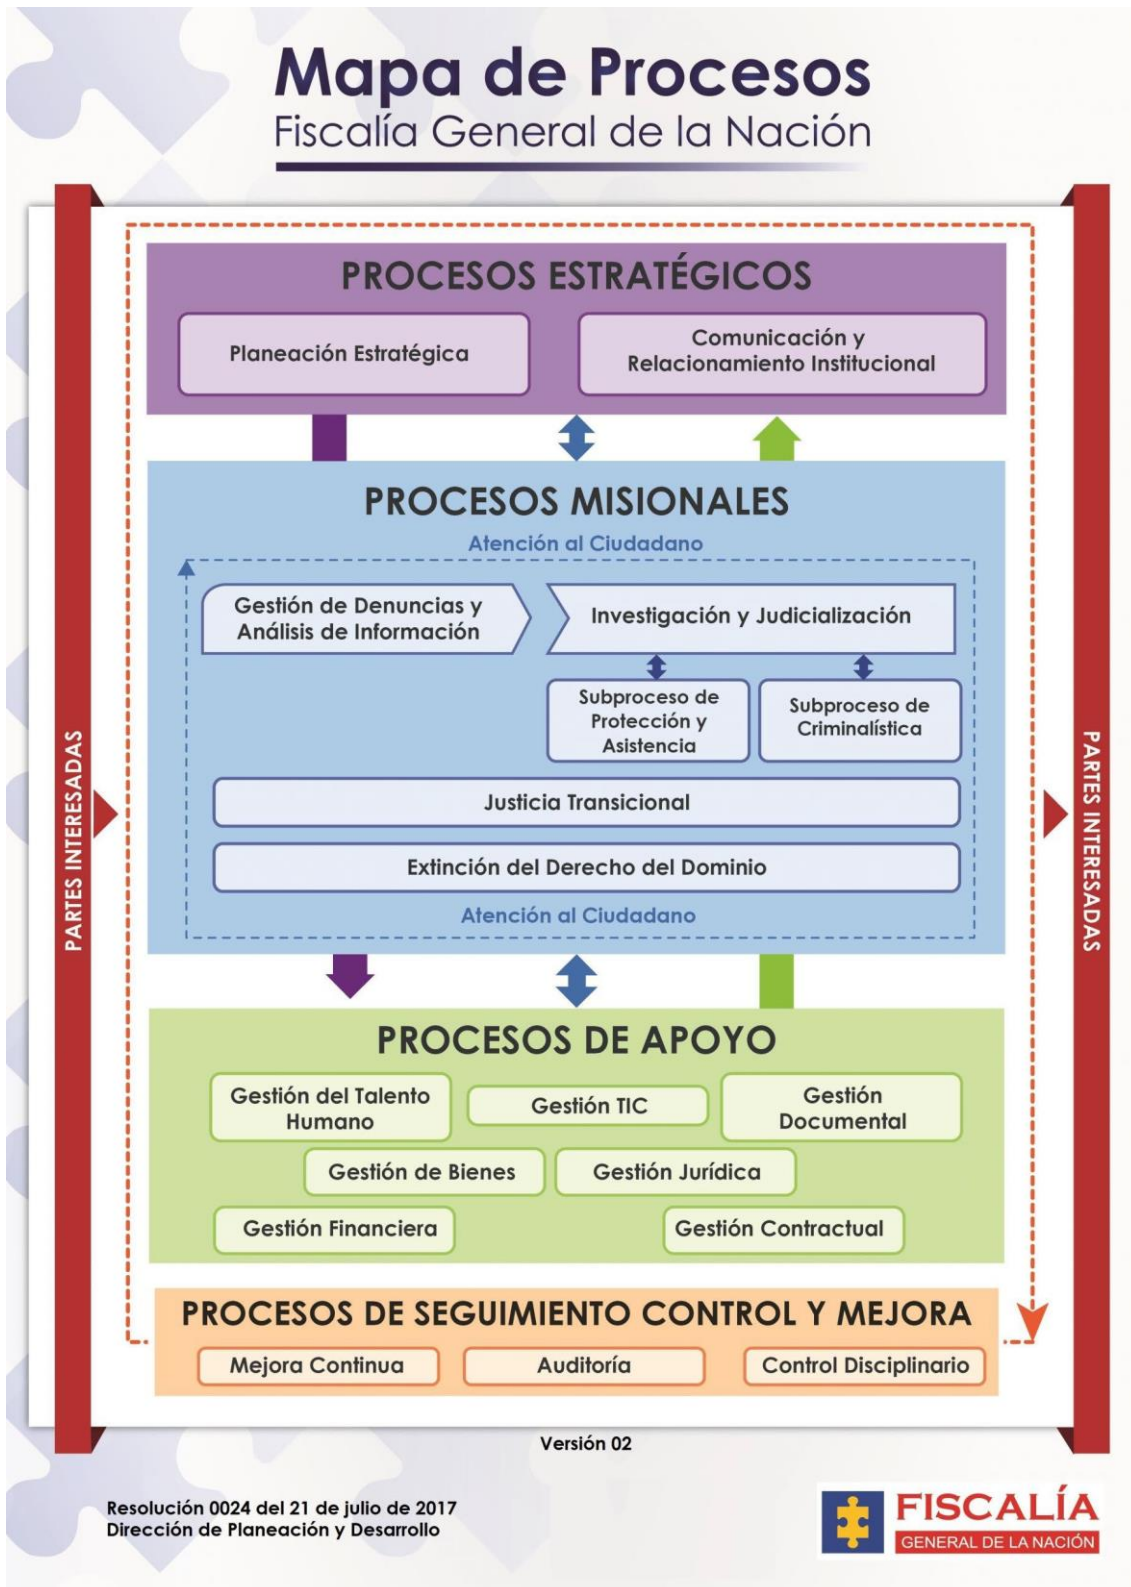 Mapa de Procesos
Fiscalía General de la Nación
PROCESOS ESTRATÉGICOS
Planeación Estratégica
Comunicación y
Relacionamiento Institucional
PROCESOS MISIONALES
Atención al Ciudadano
Gestión de Denuncias y
Análisis de Información
Investigación y Judicialización
Subproceso de
Protección y
Asistencia
Subproceso de
Criminalística
Justicia Transicional
Extinción del Derecho del Dominio
Atención al Ciudadano
PARTES INTERESADAS
PARTES INTERESADAS
PROCESOS DE APOYO
Gestión del Talento
Humano
Gestión TIC
Gestión
Documental
Gestión de Bienes
Gestión Jurídica
Gestión Financiera
Gestión Contractual
PROCESOS DE SEGUIMIENTO CONTROL Y MEJORA
Mejora Continua
Auditoría
Control Disciplinario
Versión 02
Resolución 0024 del 21 de julio de 2017
Dirección de Planeación y Desarrollo
FISCALÍA
GENERAL DE LA NACIÓN